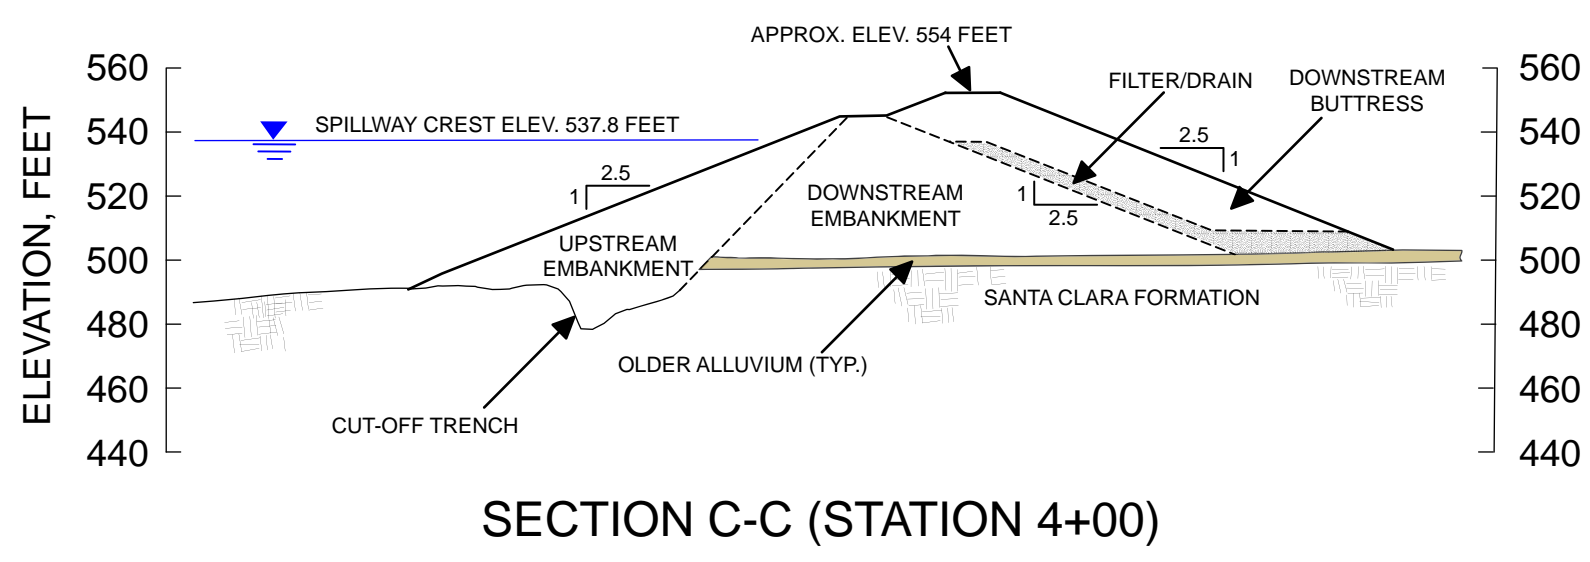 APPROX. ELEV. 554 FEET
560
560
FILTER/DRAIN
DOWNSTREAM
BUTTRESS
SPILLWAY CREST ELEV. 537.8 FEET
540
540
2.5
1
2.5
1
DOWNSTREAM
EMBANKMENT
1
2.5
520
520
ELEVATION, FEET
UPSTREAM
EMBANKMENT
500
500
SANTA CLARA FORMATION
480
480
OLDER ALLUVIUM (TYP.)
460
460
CUT-OFF TRENCH
440
440
SECTION C-C (STATION 4+00)